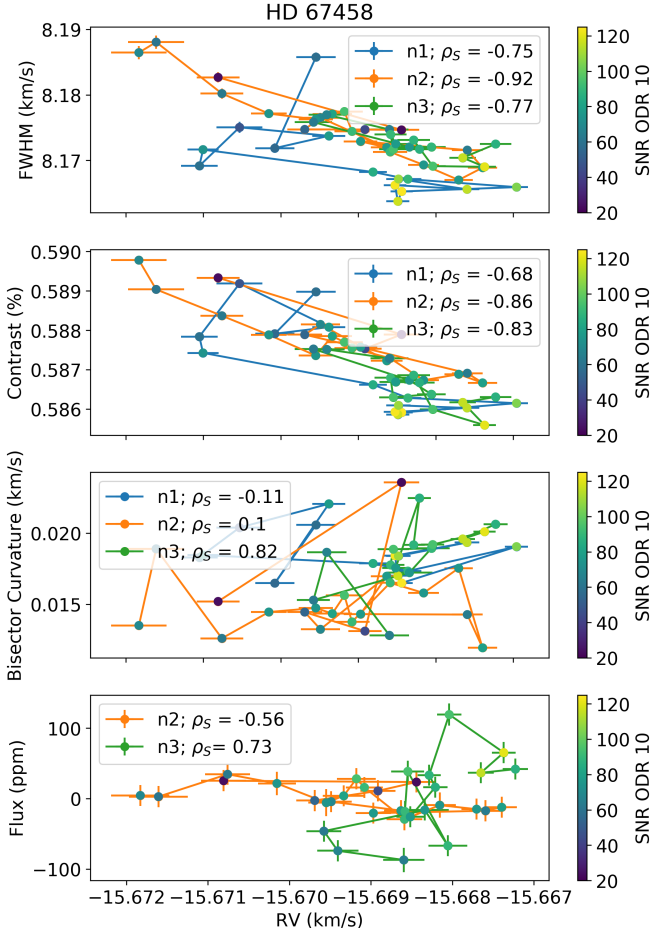 HD 67458
FWHM (km/s)
8.19
8.18
8.17
n1; ρS = -0.75
n2; ρS = -0.92
n3; ρS = -0.77
120
100
80
60
40
20
SNR ODR 10
Contrast (%)
0.590
0.589
0.588
0.587
0.586
n1; ρS = -0.68
n2; ρS = -0.86
n3; ρS = -0.83
120
100
80
60
40
20
SNR ODR 10
Bisector Curvature (km/s)
0.020
0.015
n1; ρS = -0.11
n2; ρS = 0.1
n3; ρS = 0.82
120
100
80
60
40
20
SNR ODR 10
Flux (ppm)
100
0
−100
n2; ρS = -0.56
n3; ρS= 0.73
120
100
80
60
40
20
SNR ODR 10
−15.672 −15.671 −15.670 −15.669 −15.668 −15.667
RV (km/s)